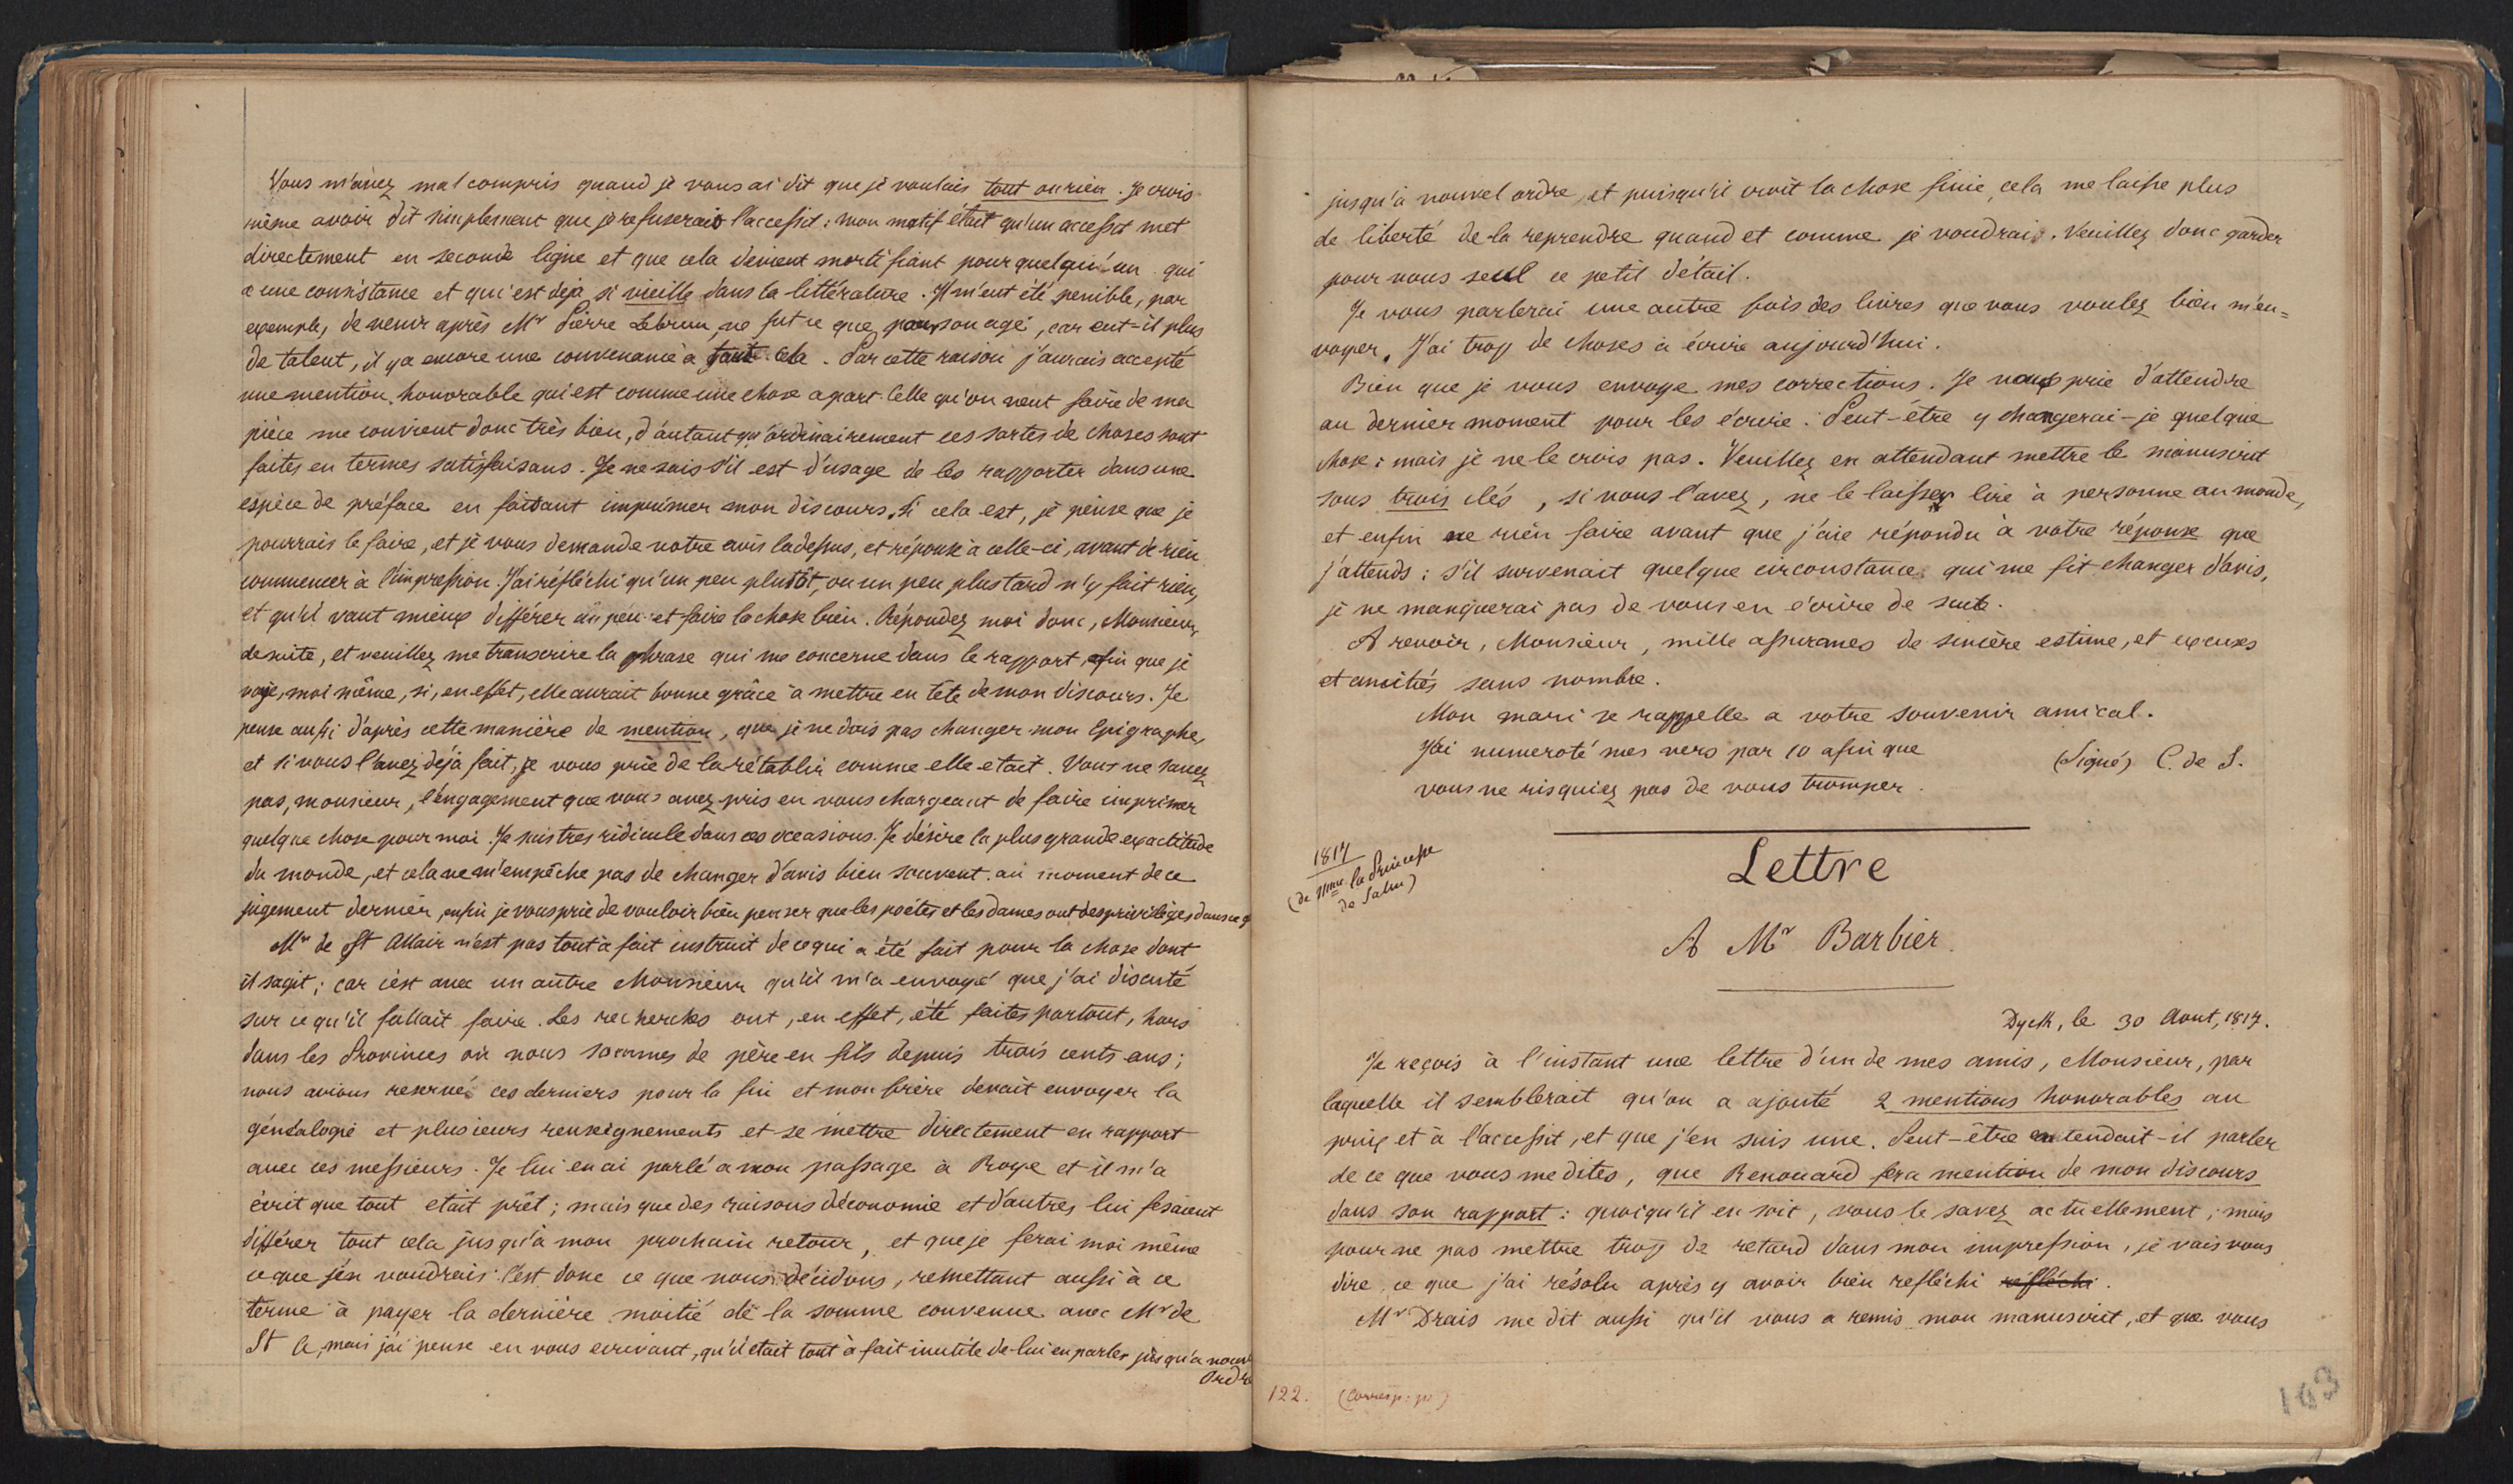 Vous m'avez mal compris quand je vous ai dit que je voulais tout ou rien. Je crois
même avoir dit simplement que je refuserais l'accessit : mon motif était qu'un accessit met
directement en seconde ligne et que cela devient mortifiant pour quelqu'un qui
a une consistance et qui est déjà si vieille dans la littérature. Il m'eut été penible, par
exemple, de venir après Mr Pierre Lebrun, ne fut ce que pour son age, car eut-il plus
de talent, il y a encore une convenance à tout cela. Par cette raison j'aurais accepté
une mention honorable qui est comme une chose apart. Celle qu'on veut faire de ma
pièce me convient donc très bien, d'autant qu'ordinairement ces sortes de choses sont
faites en termes satisfaisans. Je ne sais s'il est d'usage de les rapporter dans une
espèce de préface en faisant imprimer mon discours. Si cela est, je pense que je
pourrais le faire, et je vous demande votre avis ladessus, et réponse à celle-ci, avant de rien
commencer à l'impression. J'ai réfléchi qu'un peu plutôt, ou un peu plus tard n'y fait rien,
et qu'il vaut mieux différer un peu et faire la chose bien. Répondez moi donc, Monsieur,
de suite, et veuillez me transcrire la phrase qui me concerne dans le rapport, afin que je
voye, moi même, si, en effet, elle aurait bonne grâce à mettre en tête de mon discours. Je
pense aussi d'après cette manière de mention, que je ne dois pas changer mon Epigraphe,
et si vous l'avez déjà fait, je vous prie de la rétablir comme elle etait. Vous ne savez
pas, monsieur, l'engagement que vous avez pris en vous chargeant de faire imprimer
quelque chose pour moi. Je suis tres ridicule dans ces occasions. Je désire la plus grande exactitude
du monde, et cela ne m'empêche pas de changer d'avis bien souvent. au moment de ce
jugement dernier, enfin je vous prie de vouloir bien penser que les poétes et les dames ont des privilèges dans ce q
Mr de St Allair n'est pas tout à fait instruit de ce qui a été fait pour la chose dont
il sagit ; car c'est avec un autre Monsieur qu'il m'a envoyé que j'ai discuté
sur ce qu'il fallait faire. Les recherches ont, en effet, été faites partout, hors
dans les Provinces où nous sommes de père en fils depuis trois cents ans ;
nous avions reservé ces derniers pour la fin et mon frère devait envoyer la
généalogie et plusieurs renseignements et se mettre directement en rapport
avec ces messieurs. Je lui en ai parlé a mon passage à Roye et il m'a
écrit que tout etait prêt ; mais que des raisons d'économie et d'autres lui fesaient
différer tout cela jusqu'à mon prochain retour, et que je ferai moi même
ce que j'en voudrais. C'est donc ce que nous décidons, remettant aussi à ce
terme à payer la dernière moitié de la somme convenue avec Mr de
St A, mais j'ai pensé en vous ecrivant, qu'il était tout à fait inutile de lui en parler jusqu'a nouvel
Ordre
jusqu'à nouvel ordre, et puisqu'il croit la chose finie, cela me laisse plus
de liberté de la reprendre quand et comme je voudrais. Veuillez donc garder
pour vous seul ce petit détail.
Je vous parlerai une autre fois des livres que vous voulez bien m'en=
voyer. J'ai trop de choses à écrire aujourd'hui.
Bien que je vous envoye mes corrections. Je vous prie d'attendre
au dernier moment pour les écrire : Peut-être y changerai-je quelque
chose : mais je ne le crois pas. Veuillez en attendant mettre le manuscrit
sous trois clés, si vous l'avez, ne le laisser lire à personne au monde,
et enfin ne rien faire avant que j'aie répondu à votre réponse que
j'attends : s'il survenait quelque circonstance qui me fit changer d'avis,
je ne manquerai pas de vous en écrire de suite.
A revoir, Monsieur, mille assurances de sincère estime, et excuses
et amitiés sans nombre.
Mon mari se rappelle a votre souvenir amical.
J'ai numeroté mes vers par 10 afin que
vous ne risquiez pas de vous tromper.
(Signé) C. de S.
1817
(de Mme la Princesse
de Salm)
Lettre
A Mr Barbier.
Dyck, le 30 Aout, 1817.
Je reçois à l'instant une lettre d'un de mes amis, Monsieur, par
laquelle il semblerait qu'on a ajouté 2 mentions honorables au
prix et à l'accessit, et que j'en suis une. Peut-être entendait-il parler
de ce que vous me dites, que Renouard fera mention de mon discours
dans son rapport : quoiqu'il en soit, vous le savez actuellement ; mais
pour ne pas mettre trop de retard dans mon impression, je vais vous
dire ce que j'ai résolu après y avoir bien refléchi réfléchi.
Mr Drais me dit aussi qu'il vous a remis mon manuscrit, et que vous
122. (Corresp: pr)
103